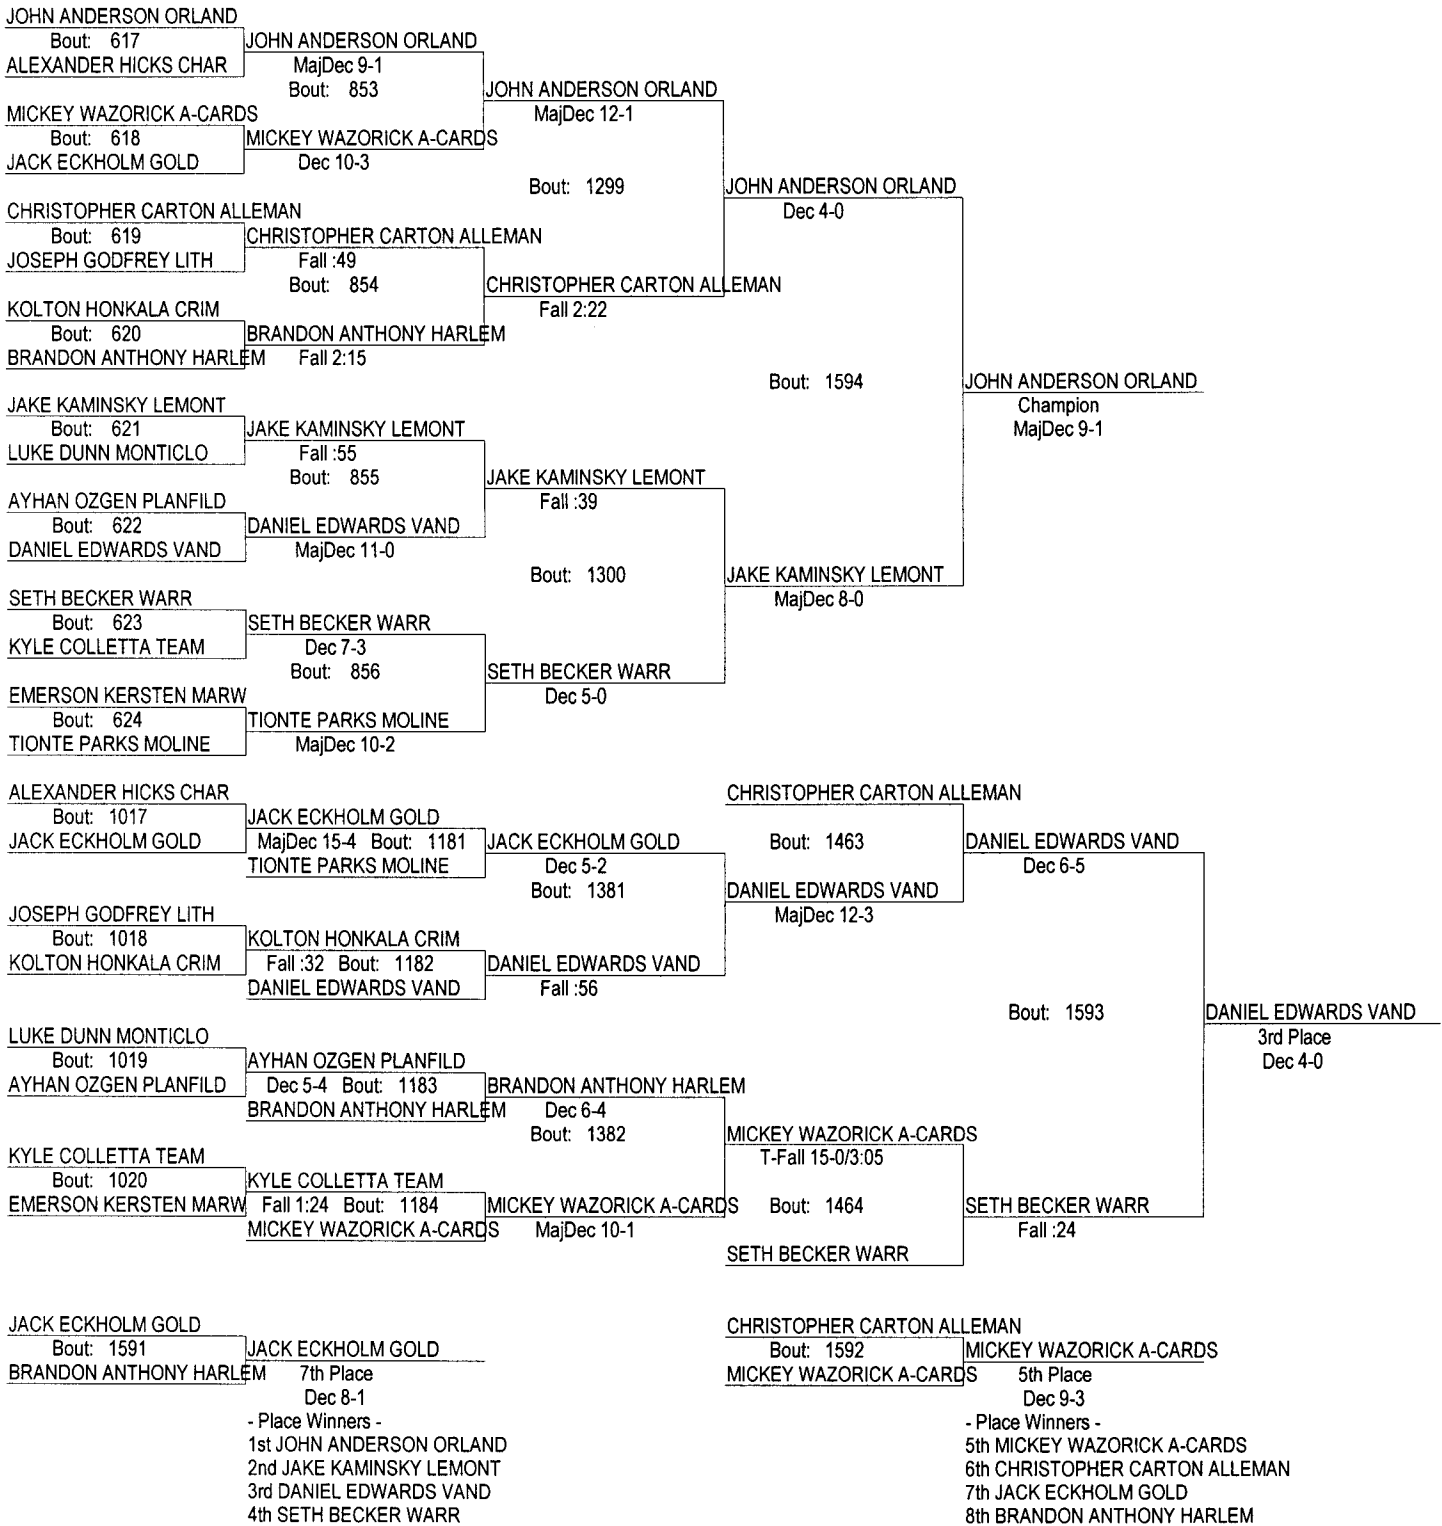 JOHN ANDERSON ORLAND
Bout: 617
JOHN ANDERSON ORLAND
ALEXANDER HICKS CHAR
MajDec 9-1
Bout: 853
JOHN ANDERSON ORLAND
MICKEY WAZORICK A-CARDS
MajDec 12-1
Bout: 618
MICKEY WAZORICK A-CARDS
JACK ECKHOLM GOLD
Dec 10-3
Bout: 1299
JOHN ANDERSON ORLAND
CHRISTOPHER CARTON ALLEMAN
Dec 4-0
Bout: 619
CHRISTOPHER CARTON ALLEMAN
JOSEPH GODFREY LITH
Fall :49
Bout: 854
CHRISTOPHER CARTON ALLEMAN
KOLTON HONKALA CRIM
Fall 2:22
Bout: 620
BRANDON ANTHONY HARLEM
BRANDON ANTHONY HARLEM
Fall 2:15
Bout: 1594
JOHN ANDERSON ORLAND
JAKE KAMINSKY LEMONT
Champion
Bout: 621
JAKE KAMINSKY LEMONT
MajDec 9-1
LUKE DUNN MONTICLO
Fall :55
Bout: 855
JAKE KAMINSKY LEMONT
AYHAN OZGEN PLANFILD
Fall :39
Bout: 622
DANIEL EDWARDS VAND
DANIEL EDWARDS VAND
MajDec 11-0
Bout: 1300
JAKE KAMINSKY LEMONT
SETH BECKER WARR
MajDec 8-0
Bout: 623
SETH BECKER WARR
KYLE COLLETTA TEAM
Dec 7-3
Bout: 856
SETH BECKER WARR
EMERSON KERSTEN MARW
Dec 5-0
Bout: 624
TIONTE PARKS MOLINE
TIONTE PARKS MOLINE
MajDec 10-2
ALEXANDER HICKS CHAR
CHRISTOPHER CARTON ALLEMAN
Bout: 1017
JACK ECKHOLM GOLD
JACK ECKHOLM GOLD
MajDec 15-4 Bout: 1181
JACK ECKHOLM GOLD
Bout: 1463
DANIEL EDWARDS VAND
TIONTE PARKS MOLINE
Dec 5-2
Dec 6-5
Bout: 1381
DANIEL EDWARDS VAND
JOSEPH GODFREY LITH
MajDec 12-3
Bout: 1018
KOLTON HONKALA CRIM
KOLTON HONKALA CRIM
Fall :32 Bout: 1182
DANIEL EDWARDS VAND
DANIEL EDWARDS VAND
Fall :56
Bout: 1593
DANIEL EDWARDS VAND
LUKE DUNN MONTICLO
3rd Place
Bout: 1019
AYHAN OZGEN PLANFILD
Dec 4-0
AYHAN OZGEN PLANFILD
Dec 5-4 Bout: 1183
BRANDON ANTHONY HARLEM
BRANDON ANTHONY HARLEM
Dec 6-4
Bout: 1382
MICKEY WAZORICK A-CARDS
KYLE COLLETTA TEAM
T-Fall 15-0/3:05
Bout: 1020
KYLE COLLETTA TEAM
EMERSON KERSTEN MARW
Fall 1:24 Bout: 1184
MICKEY WAZORICK A-CARDS
Bout: 1464
SETH BECKER WARR
MICKEY WAZORICK A-CARDS
MajDec 10-1
Fall :24
SETH BECKER WARR
JACK ECKHOLM GOLD
Bout: 1591
JACK ECKHOLM GOLD
BRANDON ANTHONY HARLEM
7th Place
Dec 8-1
- Place Winners -
1st JOHN ANDERSON ORLAND
2nd JAKE KAMINSKY LEMONT
3rd DANIEL EDWARDS VAND
4th SETH BECKER WARR
CHRISTOPHER CARTON ALLEMAN
Bout: 1592
MICKEY WAZORICK A-CARDS
MICKEY WAZORICK A-CARDS
5th Place
Dec 9-3
- Place Winners -
5th MICKEY WAZORICK A-CARDS
6th CHRISTOPHER CARTON ALLEMAN
7th JACK ECKHOLM GOLD
8th BRANDON ANTHONY HARLEM